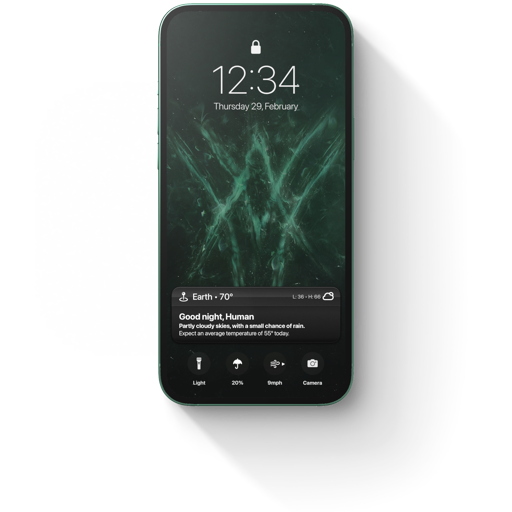 12:34
Thursday 29, February
Earth • 70°
L: 36 • H: 66
Good night, Human
Partly cloudy skies, with a small chance of rain.
Expect an average temperature of 55° today.
Light
20%
9mph
Camera